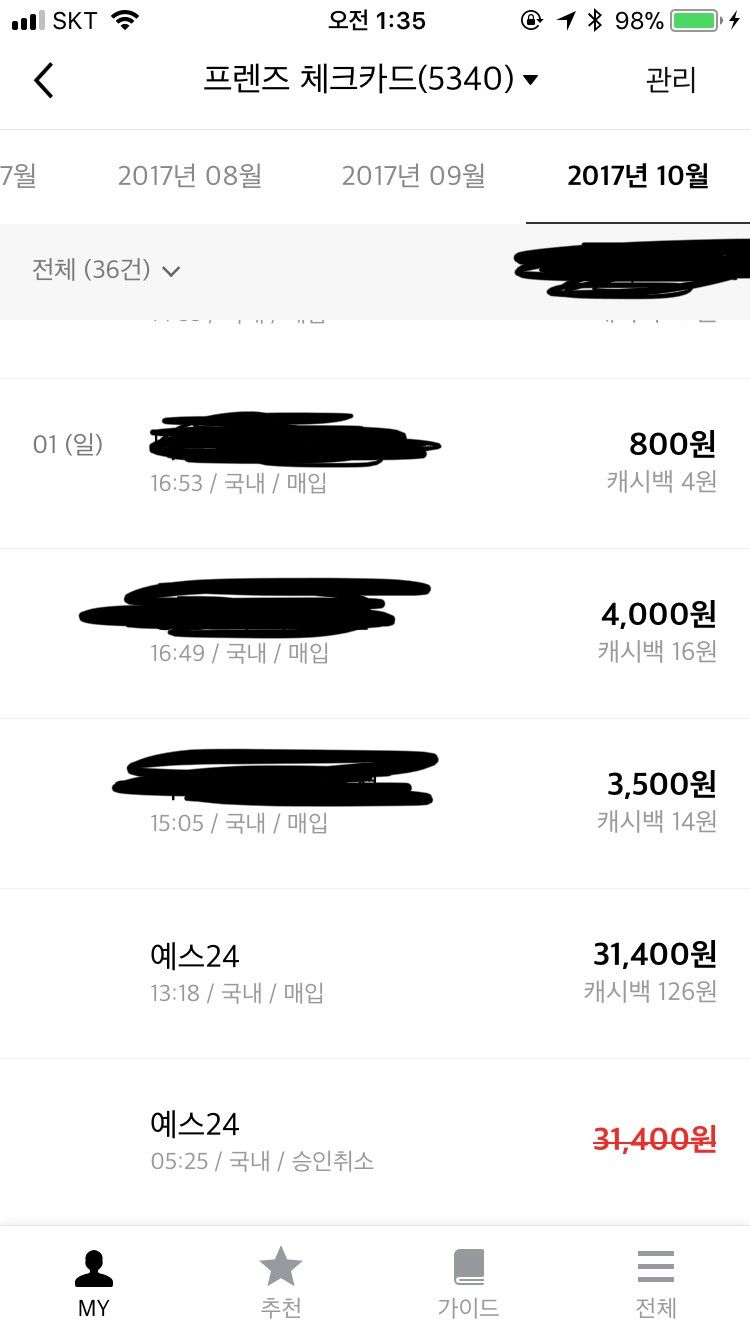 SKT 오전 1:35 98%
프렌즈 체크카드(5340) 관리
7월 2017년 08월 2017년 09월 2017년 10월
전체 (36건)
01 (일) 800원
16:53 / 국내 / 매입 캐시백 4원
4,000원
16:49 / 국내 / 매입 캐시백 16원
3,500원
15:05 / 국내 / 매입 캐시백 14원
예스24 31,400원
13:18 / 국내 / 매입 캐시백 126원
예스24 31,400원
05:25 / 국내 / 승인취소
MY 추천 가이드 전체